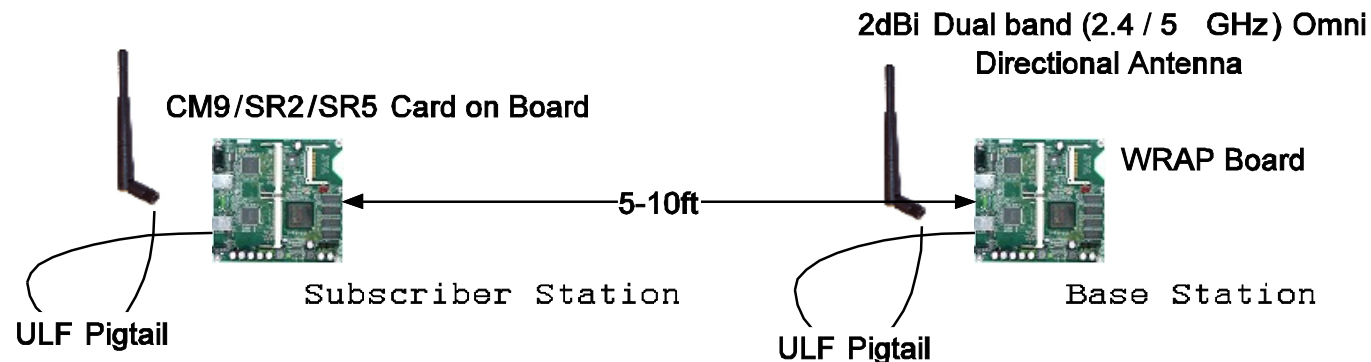 2dBi Dual band (2.4 / 5 GHz) Omni
Directional Antenna
CM9/SR2/SR5 Card on Board
WRAP Board
5-10ft
Subscriber Station
Base Station
ULF Pigtail
ULF Pigtail